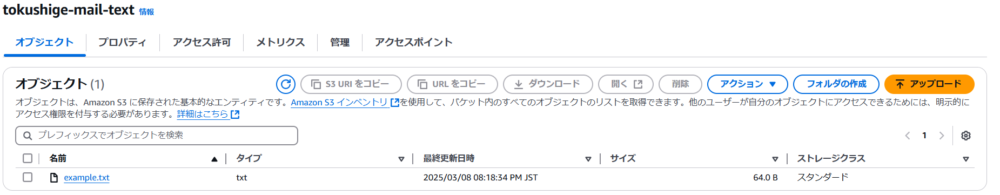 tokushige-mail-text 情報
オブジェクト プロパティ アクセス許可 メトリクス 管理 アクセスポイント
オブジェクト (1) S3 URI をコピー URL をコピー ダウンロード 開く 削除 アクション フォルダの作成 アップロード
オブジェクトは、Amazon S3 に保存された基本的なエンティティです。Amazon S3 インベントリを使用して、バケット内のすべてのオブジェクトのリストを取得できます。他のユーザーが自分のオブジェクトにアクセスできるためには、明示的に
アクセス権限を付与する必要があります。詳細はこちら
プレフィックスでオブジェクトを検索 1
名前 タイプ 最終更新日時 サイズ ストレージクラス
example.txt txt 2025/03/08 08:18:34 PM JST 64.0 B スタンダード